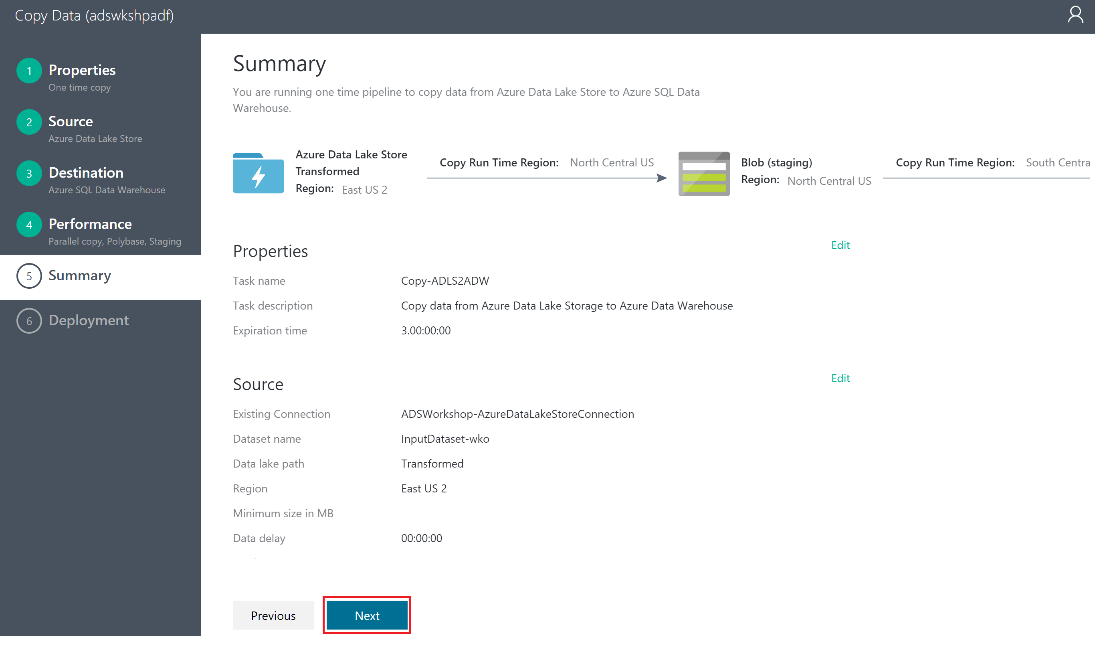 Copy Data (adswkshpadf)
1 Properties
One time copy
2 Source
Azure Data Lake Store
3 Destination
Azure SQL Data Warehouse
4 Performance
Parallel copy, Polybase, Staging
5 Summary
6 Deployment
Summary
You are running one time pipeline to copy data from Azure Data Lake Store to Azure SQL Data
Warehouse.
Azure Data Lake Store
Transformed
Region: East US 2
Copy Run Time Region: North Central US
Blob (staging)
Region: North Central US
Copy Run Time Region: South Centra
Properties Edit
Task name Copy-ADLS2ADW
Task description Copy data from Azure Data Lake Storage to Azure Data Warehouse
Expiration time 3.00:00:00
Source Edit
Existing Connection ADSWorkshop-AzureDataLakeStoreConnection
Dataset name InputDataset-wko
Data lake path Transformed
Region East US 2
Minimum size in MB
Data delay 00:00:00
Previous Next